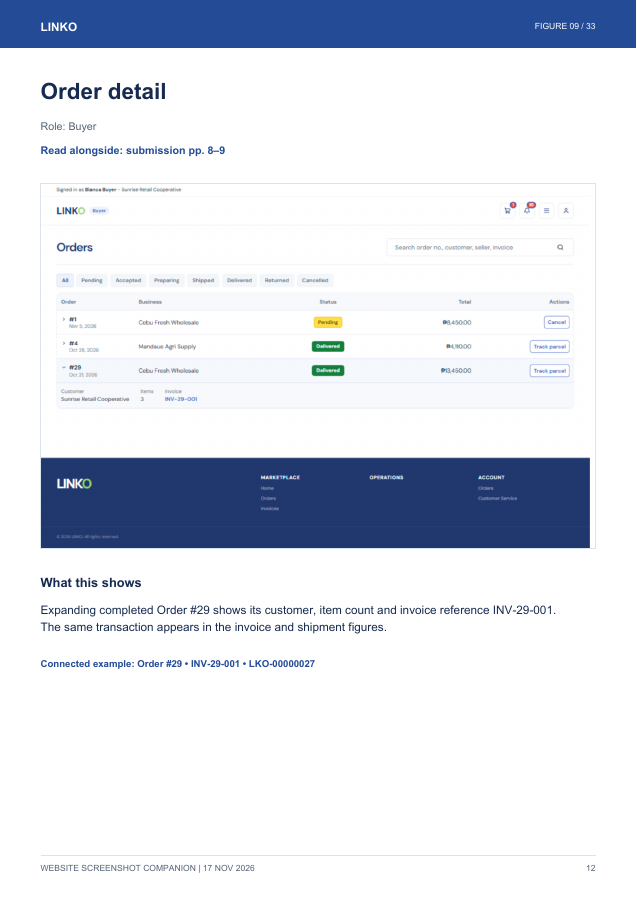 LINKO
FIGURE 09 / 33
Order detail
Role: Buyer
Read alongside: submission pp. 8–9
Signed in as Bianca Buyer - Sunrise Retail Cooperative
LINKO Buyer
Orders
Search order no., customer, seller, invoice
All Pending Accepted Preparing Shipped Delivered Returned Cancelled
Order Business Status Total Actions
#1 Cebu Fresh Wholesale Pending ₱8,450.00 Cancel
Nov 5, 2026
#4 Mandaue Agri Supply Delivered ₱4,110.00 Track parcel
#29 Cebu Fresh Wholesale Delivered ₱13,450.00 Track parcel
Oct 21, 2026
Customer Items Invoice
Sunrise Retail Cooperative 3 INV-29-001
LINKO
MARKETPLACE OPERATIONS ACCOUNT
Home Orders
Orders Customer Service
Invoices
© 2026 LINKO. All rights reserved.
What this shows
Expanding completed Order #29 shows its customer, item count and invoice reference INV-29-001.
The same transaction appears in the invoice and shipment figures.
Connected example: Order #29 • INV-29-001 • LKO-00000027
WEBSITE SCREENSHOT COMPANION | 17 NOV 2026
12